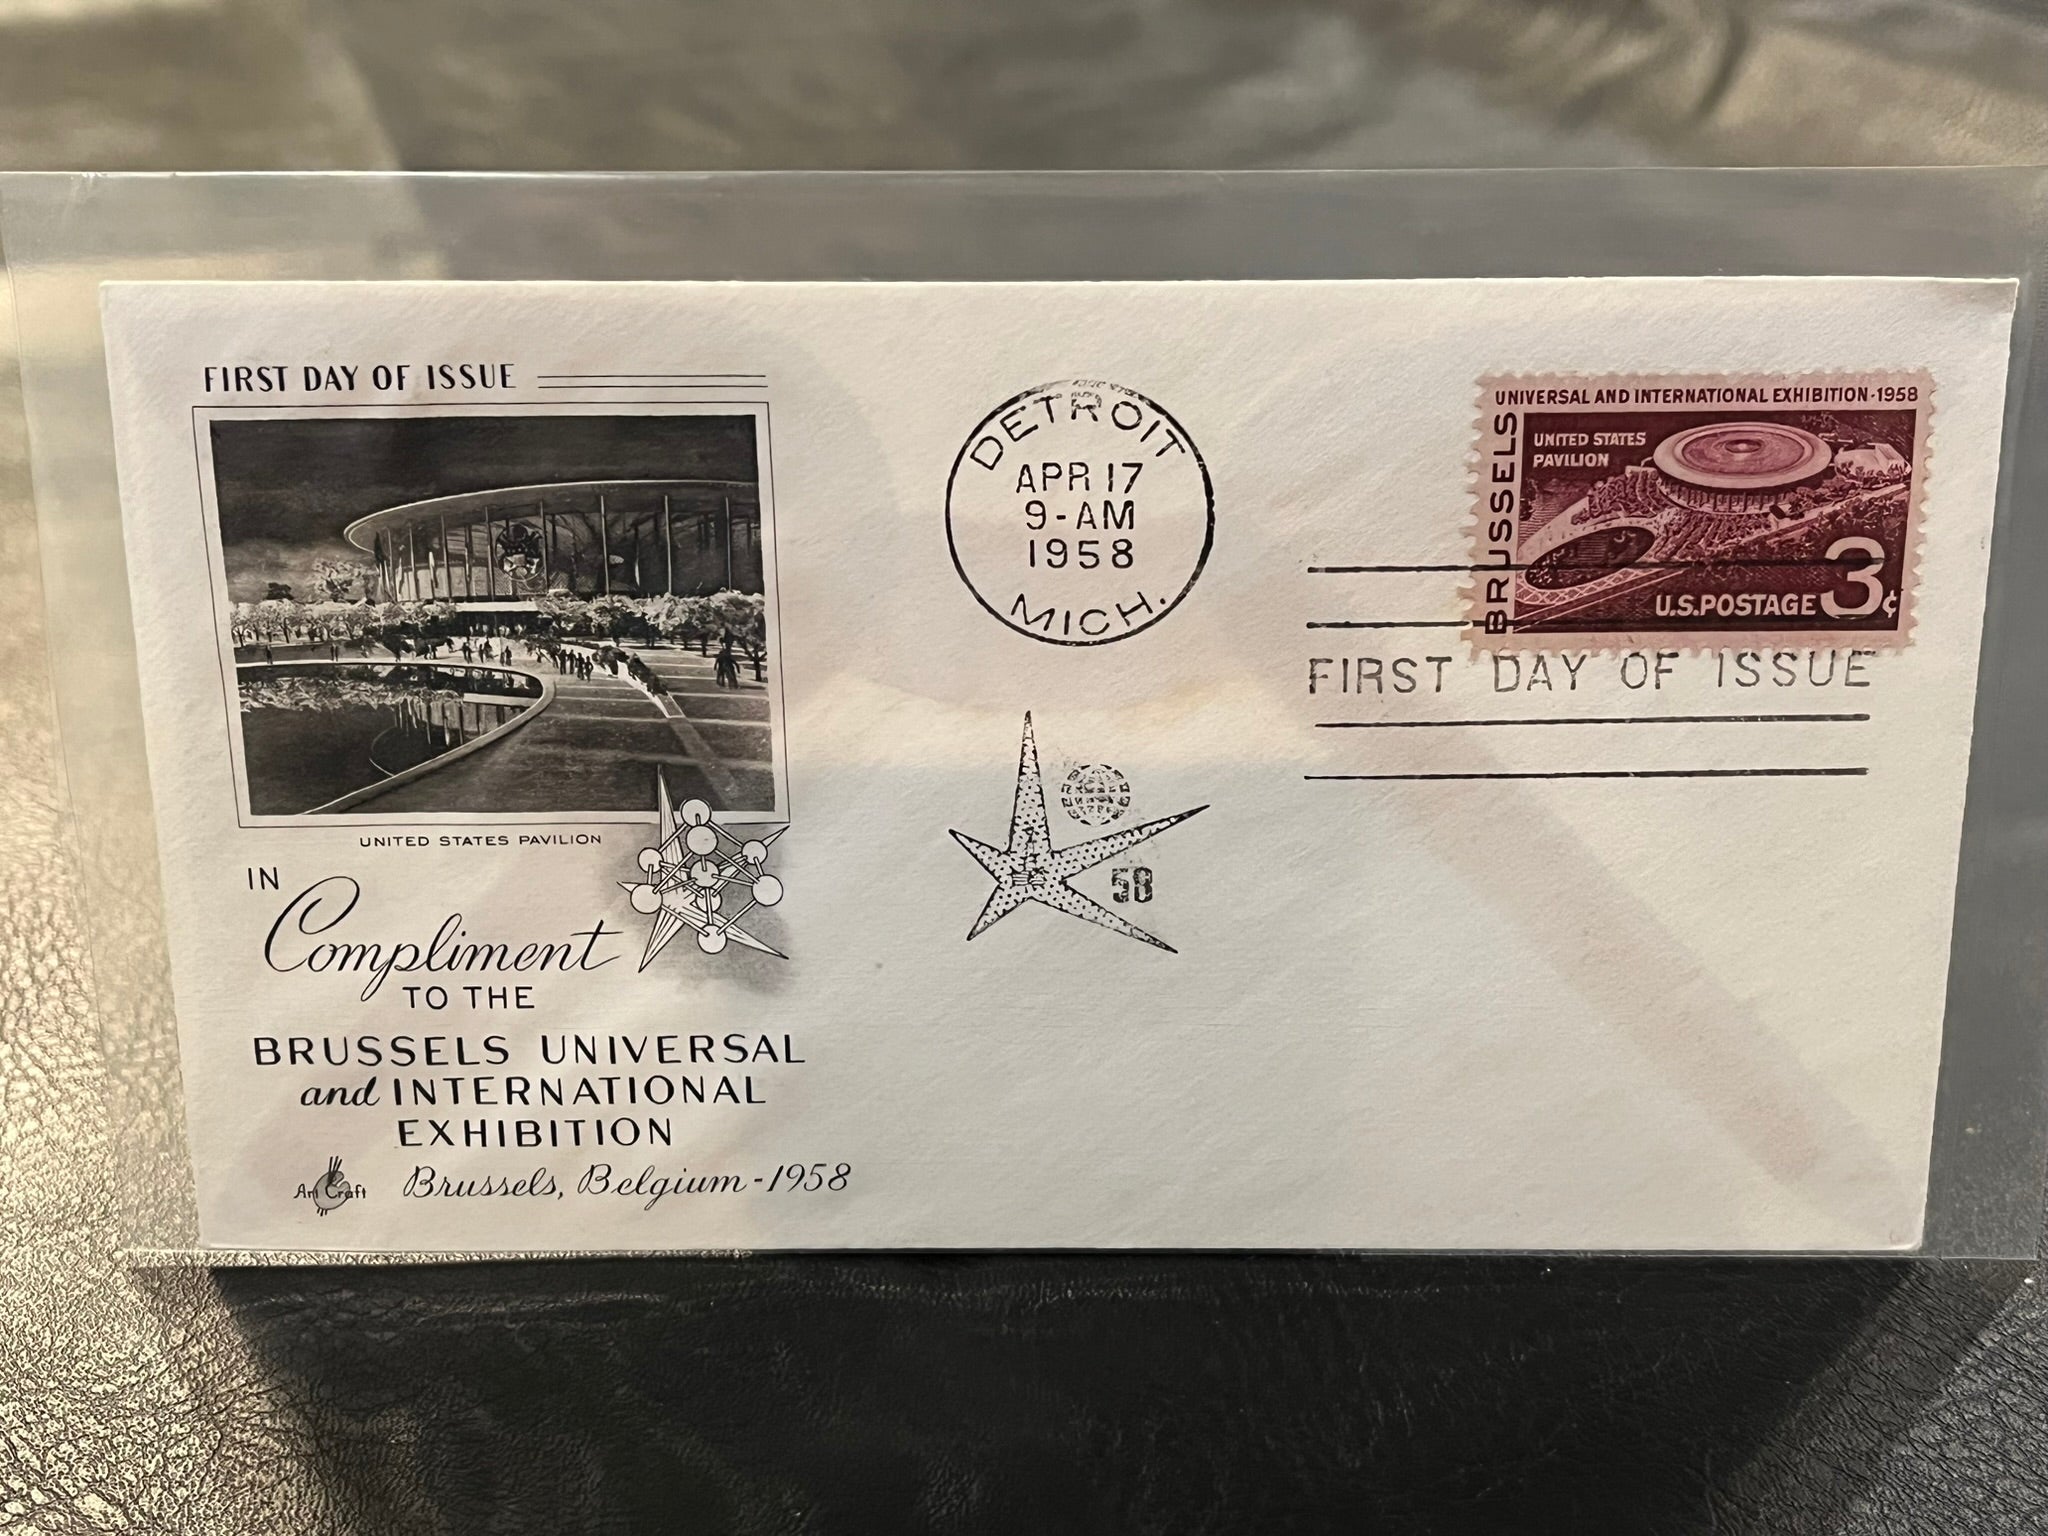 FIRST DAY OF ISSUE
UNITED STATES PAVILION
IN
Compliment
TO THE
BRUSSELS UNIVERSAL
and INTERNATIONAL
EXHIBITION
Art Craft
Brussels, Belgium - 1958
DETROIT
APR 17
9-AM
1958
MICH.
58
UNIVERSAL AND INTERNATIONAL EXHIBITION-1958
BRUSSELS
UNITED STATES
PAVILION
U.S.POSTAGE 3¢
FIRST DAY OF ISSUE